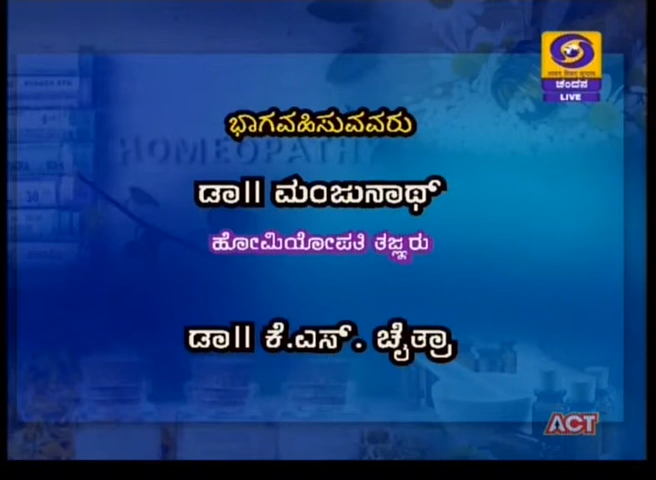 ಚಂದನ
LIVE
ಭಾಗವಹಿಸುವವರು
HOMEOPATHY
ಡಾ॥ ಮಂಜುನಾಥ್
ಹೋಮಿಯೋಪತಿ ತಜ್ಞರು
ಡಾ॥ ಕೆ.ಎಸ್. ಚೈತ್ರಾ
ACT